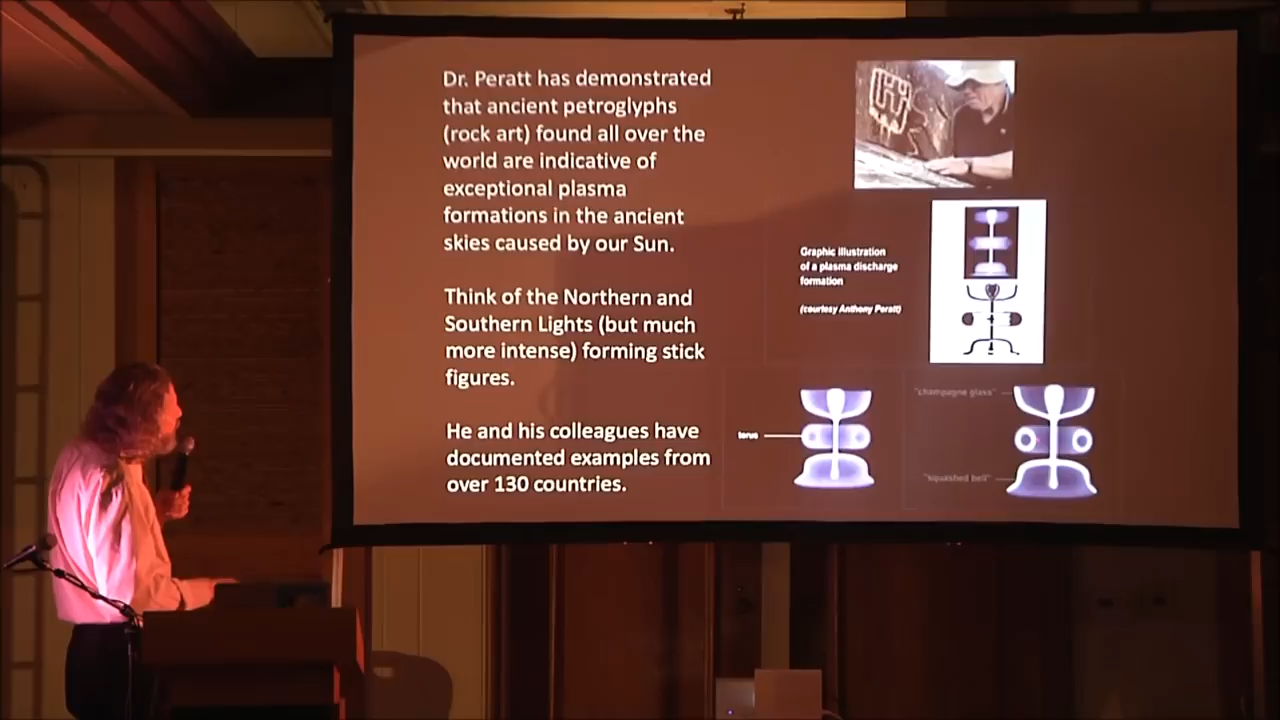 Dr. Peratt has demonstrated
that ancient petroglyphs
(rock art) found all over the
world are indicative of
exceptional plasma
formations in the ancient
skies caused by our Sun.
Think of the Northern and
Southern Lights (but much
more intense) forming stick
figures.
He and his colleagues have
documented examples from
over 130 countries.
Graphic illustration
of a plasma discharge
formation
(courtesy Anthony Peratt)
torus
"champagne glass"
"squashed bell"